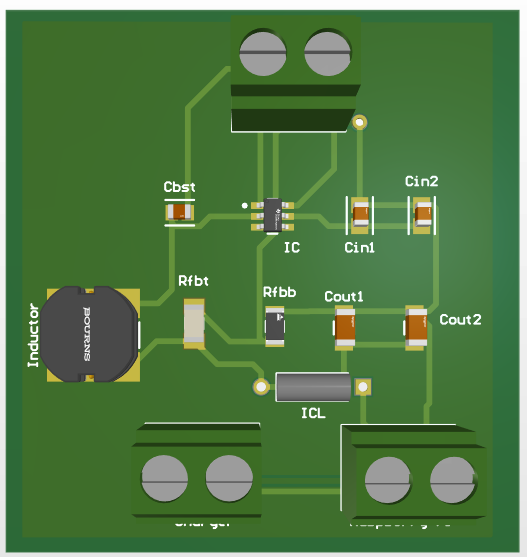 Cbst
Cin2
IC
Cin1
Rfbt
Rfbb
Cout1
Cout2
Inductor
BOURNS
ICL